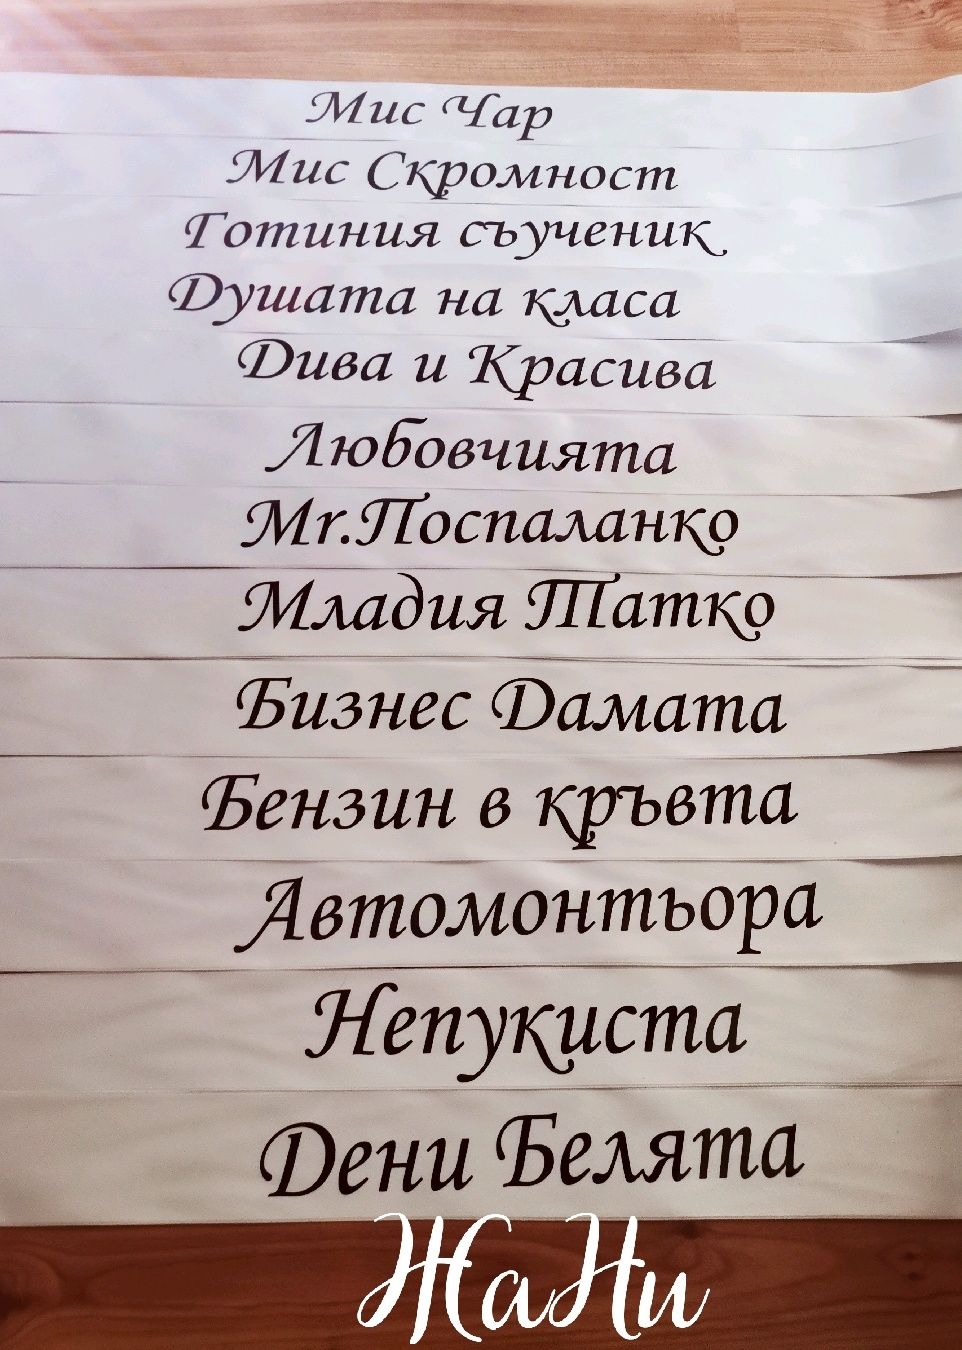 Мис Чар
Мис Скромност
Готиния съученик
Душата на класа
Дива и Красива
Любовчията
Mr.Поспаланко
Младия Татко
Бизнес Дамата
Бензин в кръвта
Автомонтьора
Непукиста
Дени Белята
ЖаНи